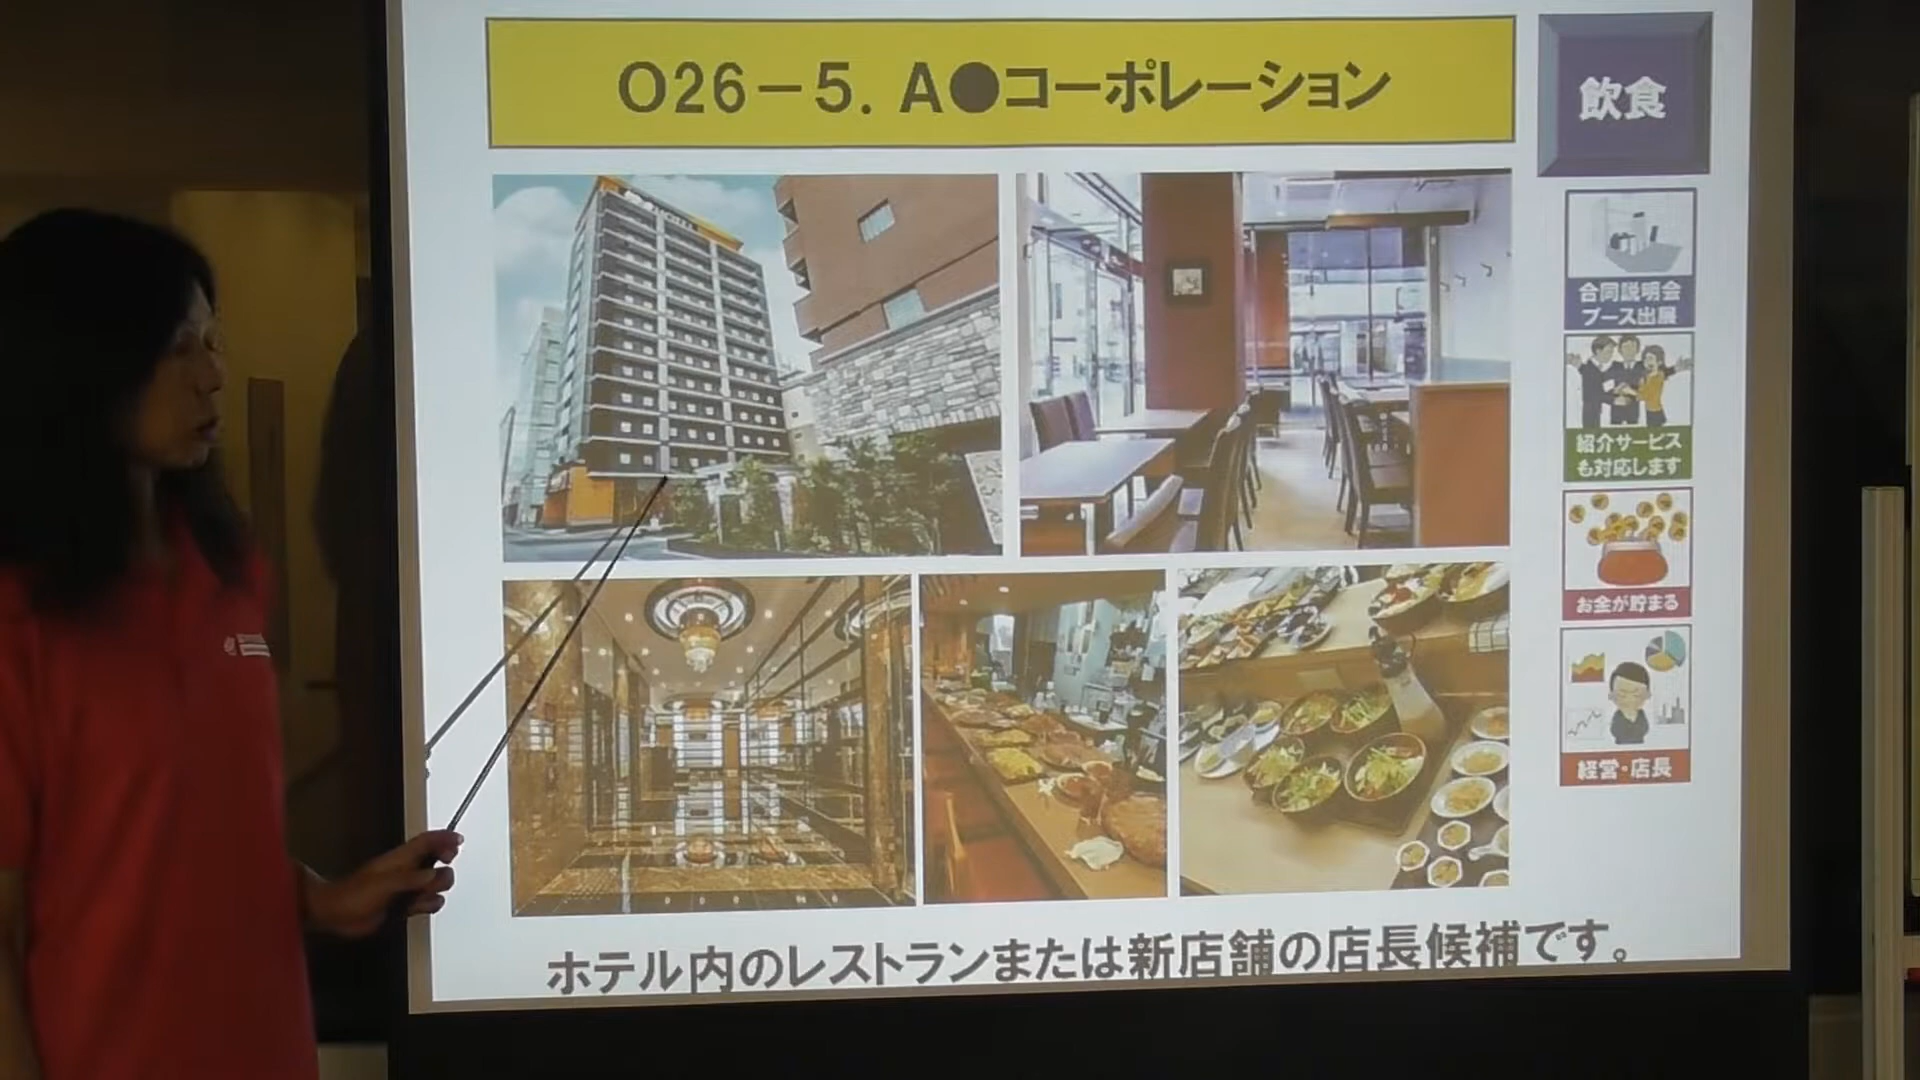 O26－5．A●コーポレーション
飲食
合同説明会
ブース出展
紹介サービス
も対応します
お金が貯まる
経営・店長
ホテル内のレストランまたは新店舗の店長候補です。